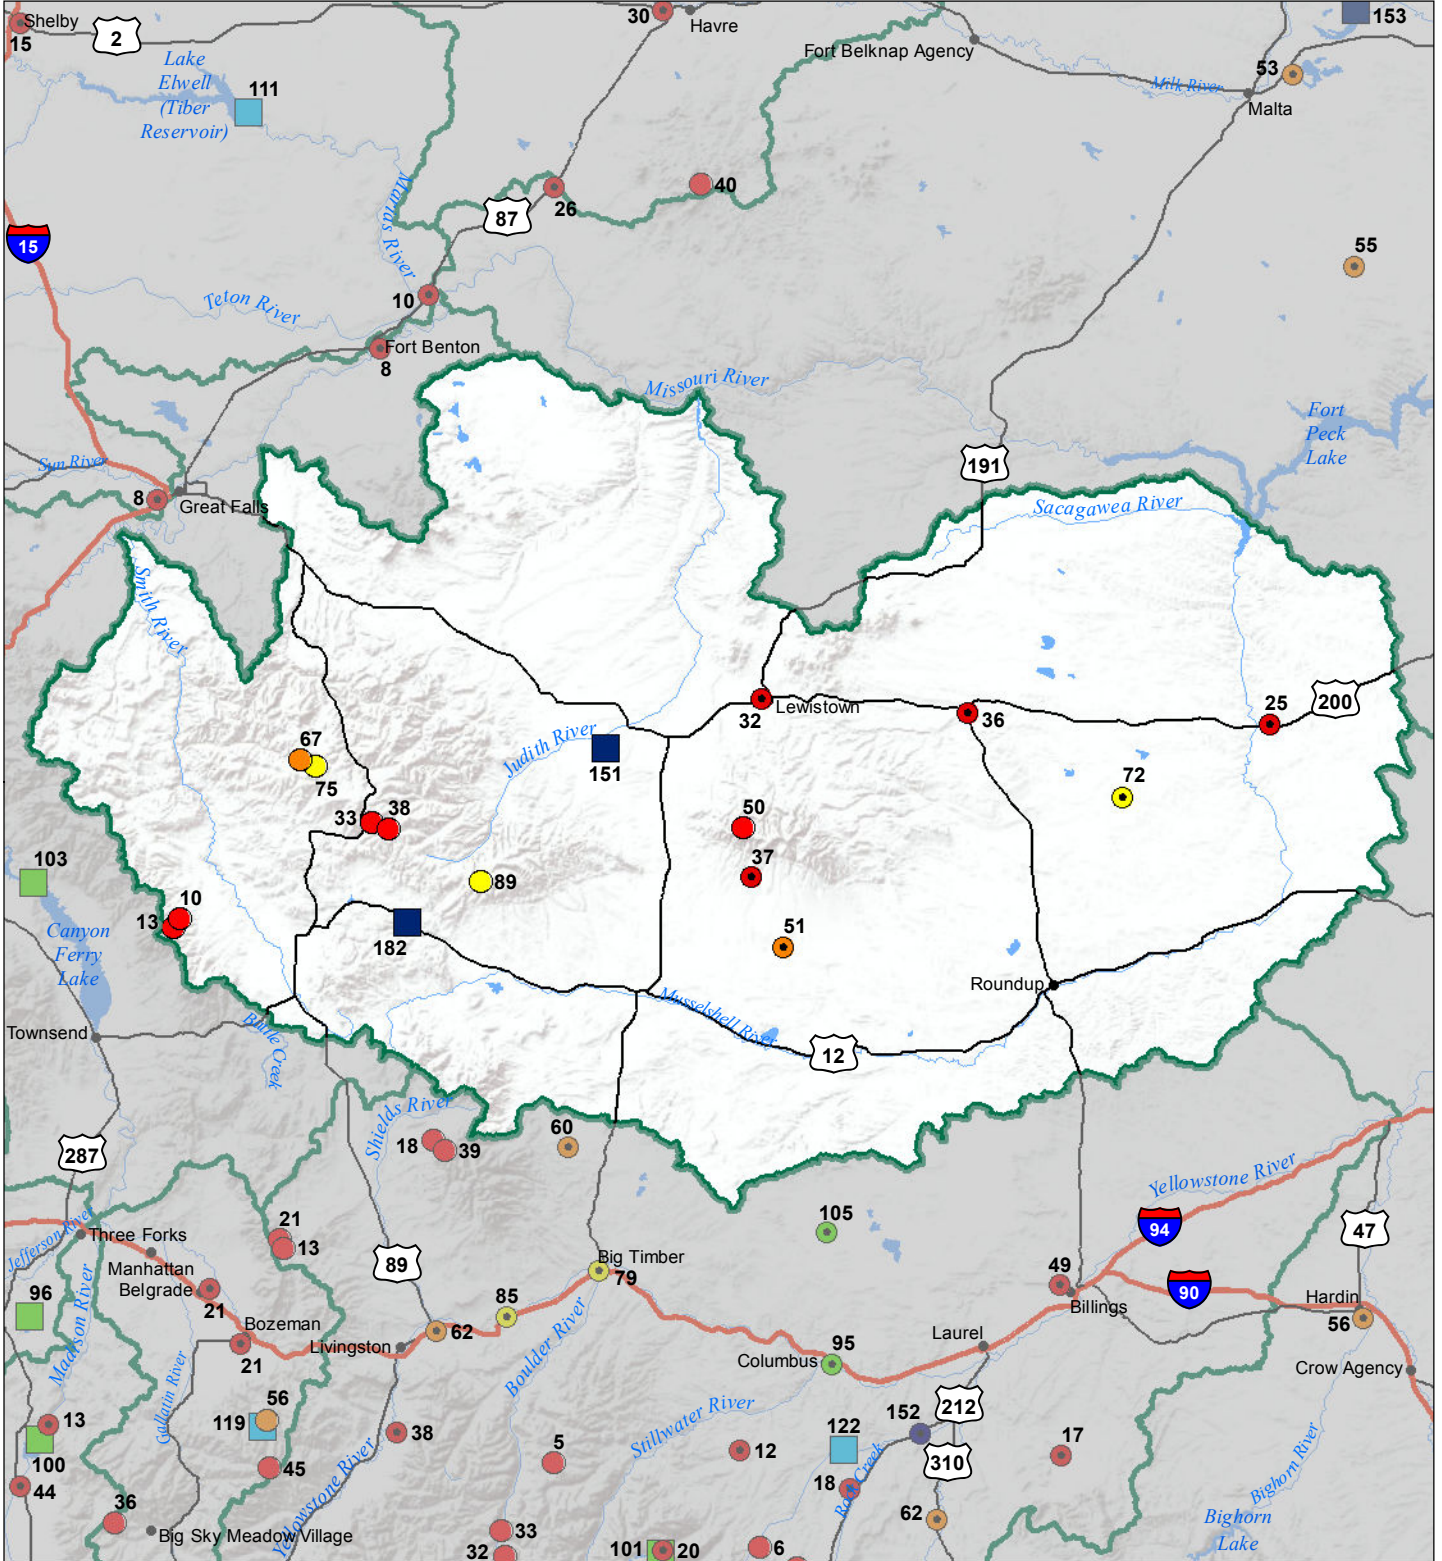 Shelby
15
2
30
Havre
Fort Belknap Agency
153
53
Milk River
Malta
Lake
Elwell
(Tiber
Reservoir)
111
Marias River
40
26
87
15
55
Teton River
10
Fort Benton
8
Missouri River
Fort
Peck
Lake
Sun River
8
Great Falls
191
Sacagawea River
Smith River
32
Lewistown
36
25
200
67
75
Judith River
151
72
33
38
50
37
89
103
10
13
182
51
Canyon
Ferry
Lake
Roundup
Musselshell River
12
Townsend
Battle Creek
Shields River
18
39
60
287
Yellowstone River
94
47
105
21
13
Jefferson River
Three Forks
Manhattan
Belgrade
21
89
Big Timber
79
49
Billings
90
Hardin
56
96
Madison River
85
62
Boulder River
Bozeman
21
Livingston
Laurel
Columbus
95
Crow Agency
212
Gallatin River
56
119
13
100
44
38
Stillwater River
5
12
122
152
310
17
45
Yellowstone River
18
Rock Creek
62
Bighorn River
Bighorn
Lake
36
Big Sky Meadow Village
33
32
101
20
6